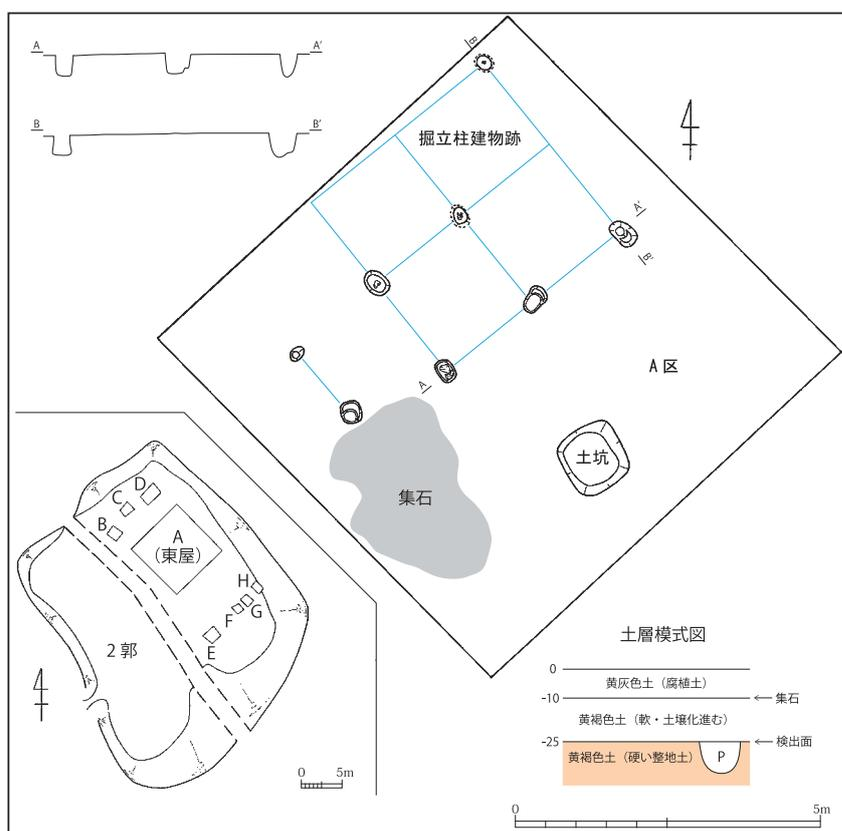 A A'
B B'
B
掘立柱建物跡
A'
B'
A
A区
土坑
集石
D
C
B
A
(東屋)
H
G
F
E
2郭
0 5m
土層模式図
0
黄灰色土(腐植土)
-10 集石
黄褐色土(軟・土壌化進む)
-25 検出面
黄褐色土(硬い整地土) P
0 5m